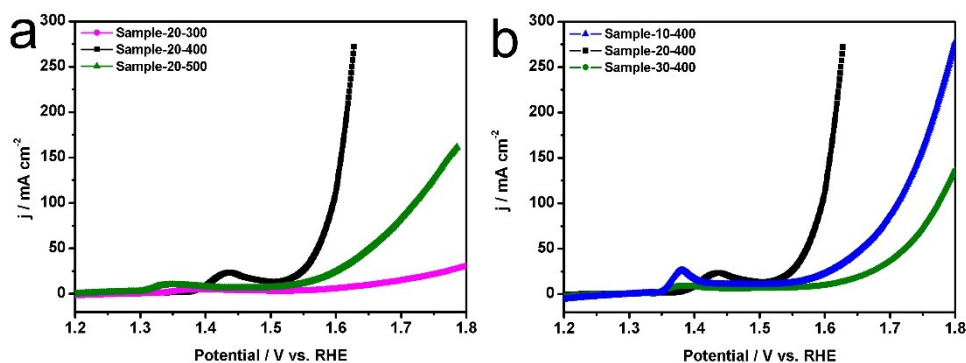 a
Sample-20-300
Sample-20-400
Sample-20-500
j / mA cm-2
300
250
200
150
100
50
0
1.2 1.3 1.4 1.5 1.6 1.7 1.8
Potential / V vs. RHE
b
Sample-10-400
Sample-20-400
Sample-30-400
j / mA cm-2
300
250
200
150
100
50
0
1.2 1.3 1.4 1.5 1.6 1.7 1.8
Potential / V vs. RHE